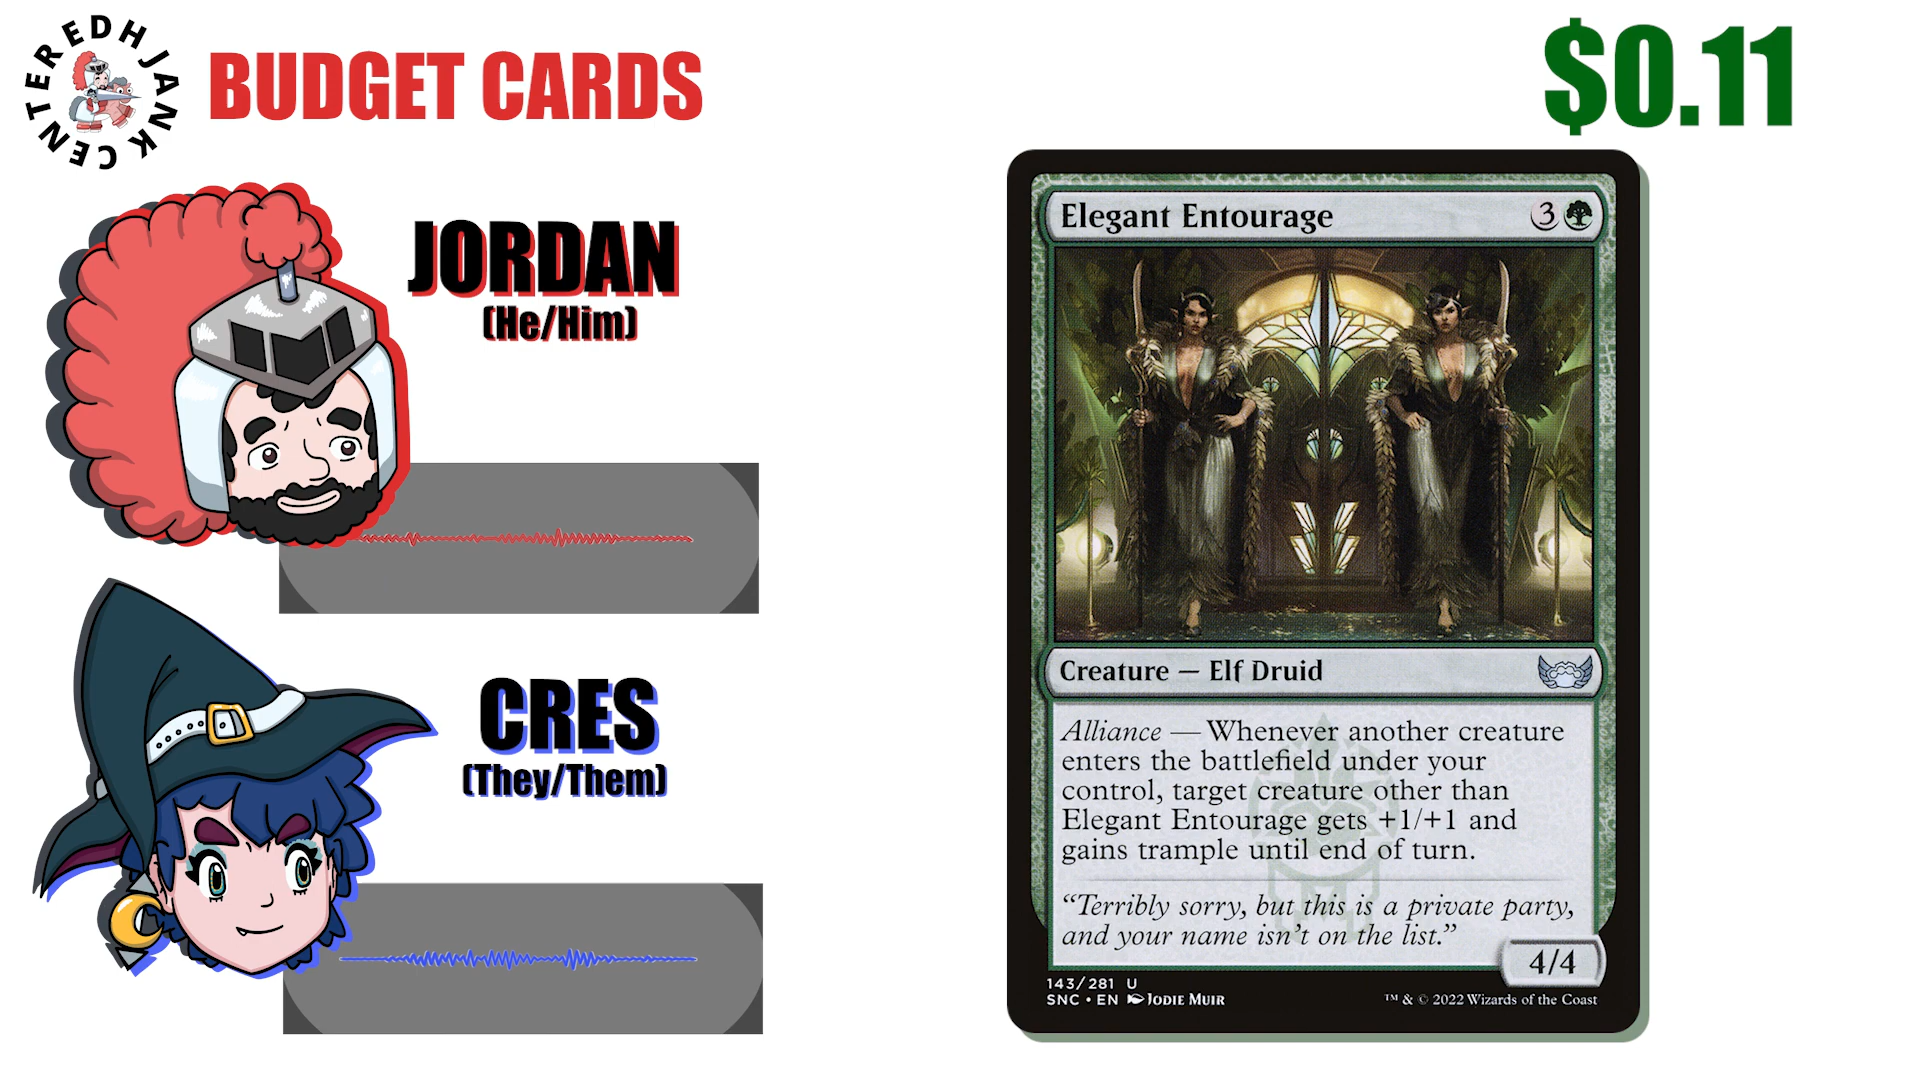 CENTEREDHJANK
BUDGET CARDS
$0.11
JORDAN
(He/Him)
CRES
(They/Them)
Elegant Entourage 3
Creature — Elf Druid
Alliance — Whenever another creature
enters the battlefield under your
control, target creature other than
Elegant Entourage gets +1/+1 and
gains trample until end of turn.
“Terribly sorry, but this is a private party,
and your name isn’t on the list.”
4/4
143/281 U
SNC • EN JODIE MUIR
™ & © 2022 Wizards of the Coast